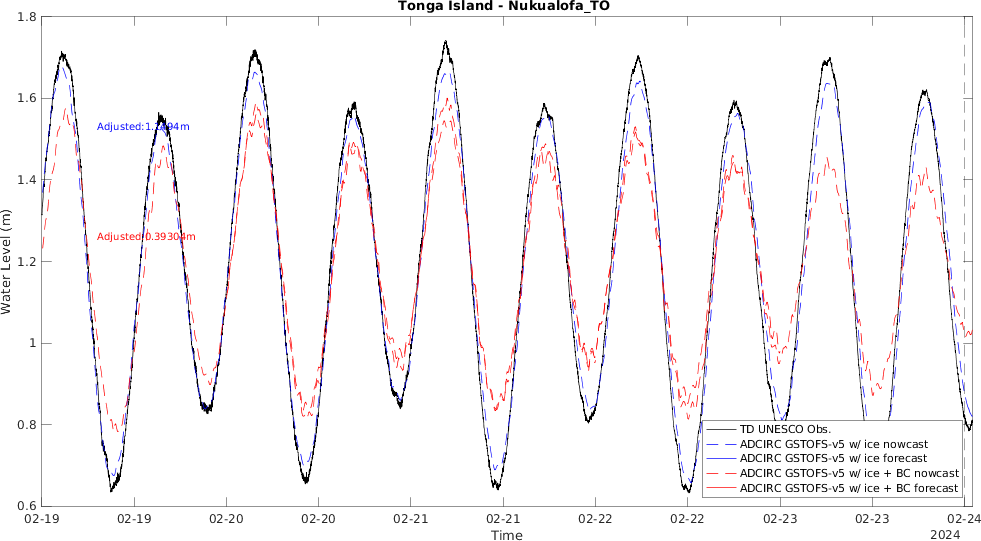 Tonga Island - Nukualofa_TO
1.8
1.6
1.4
1.2
1
0.8
0.6
Water Level (m)
Adjusted:0.39304m
TD UNESCO Obs.
ADCIRC GSTOFS-v5 w/ ice nowcast
ADCIRC GSTOFS-v5 w/ ice forecast
ADCIRC GSTOFS-v5 w/ ice + BC nowcast
ADCIRC GSTOFS-v5 w/ ice + BC forecast
02-19 02-19 02-20 02-20 02-21 02-21 02-22 02-22 02-23 02-23 02-24
Time
2024